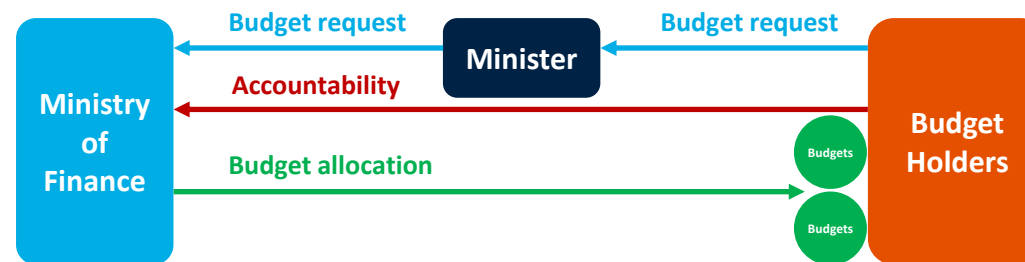 Budget request
Budget request
Minister
Accountability
Ministry
of
Finance
Budget
Holders
Budgets
Budget allocation
Budgets